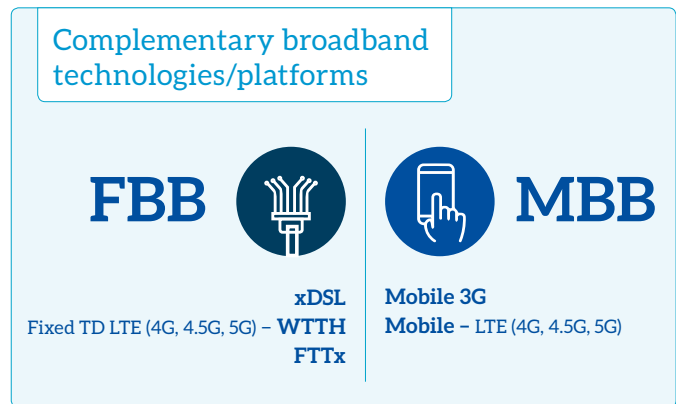 Complementary broadband
technologies/platforms
FBB
MBB
xDSL
Fixed TD LTE (4G, 4.5G, 5G) – WTTH
FTTx
Mobile 3G
Mobile – LTE (4G, 4.5G, 5G)